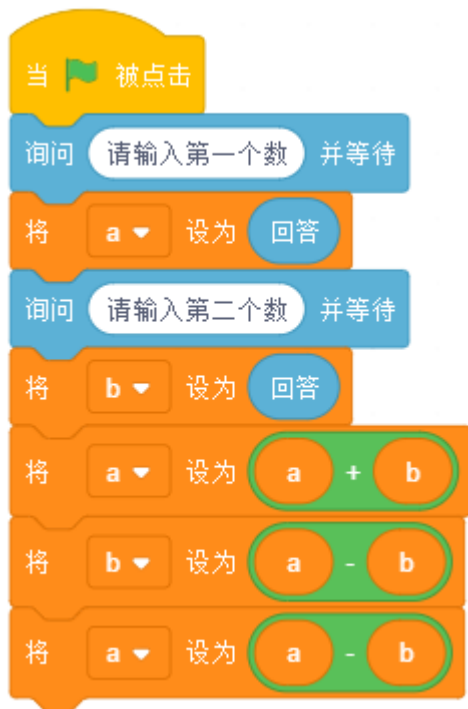 当 被点击
询问 请输入第一个数 并等待
将 a 设为 回答
询问 请输入第二个数 并等待
将 b 设为 回答
将 a 设为 a + b
将 b 设为 a - b
将 a 设为 a - b